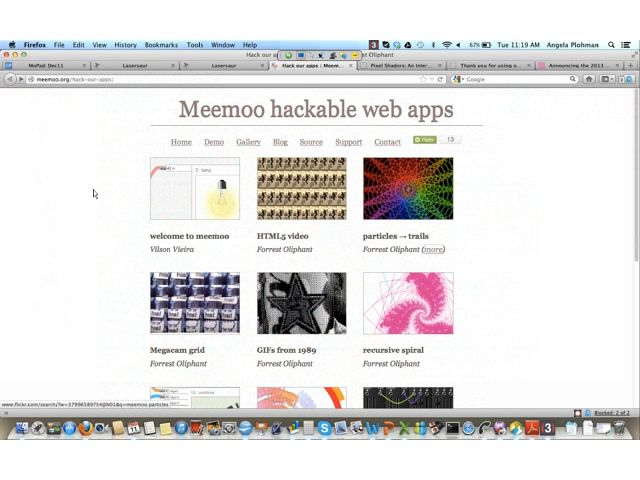 Firefox File Edit View History Bookmarks Tools Window Help 3 67% Tue 11:19 AM Angela Plohman
Hack our a Oliphant
MoPad: Dec11 Lasersaur Lasersaur Hack our apps | Meem... Pixel Shaders: An Inter... Thank you for using o... Announcing the 2013
meemoo.org/hack-our-apps/ Google
Meemoo hackable web apps
Home Demo Gallery Blog Source Support Contact 13
welcome to meemoo HTML5 video particles → trails
Vilson Vieira Forrest Oliphant Forrest Oliphant (more)
Megacam grid GIFs from 1989 recursive spiral
Forrest Oliphant Forrest Oliphant Forrest Oliphant
www.flickr.com/search/?w=37996589754@N01&q=meemoo particles
Blocked: 2 of 2